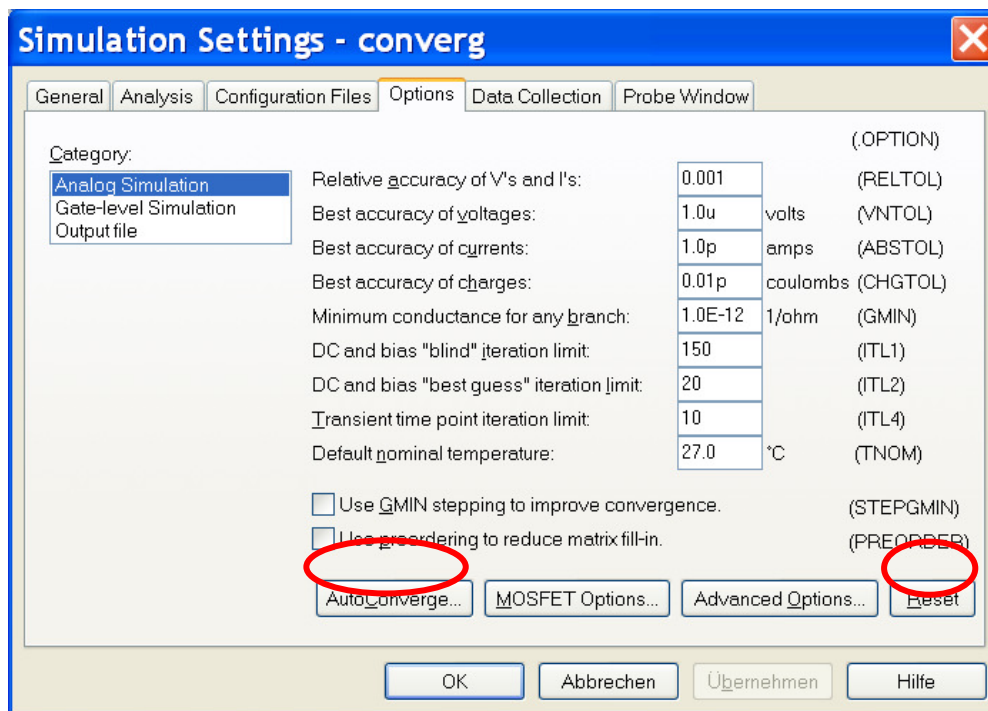 Simulation Settings - converg
General Analysis Configuration Files Options Data Collection Probe Window
(.OPTION)
Category:
Analog Simulation
Gate-level Simulation
Output file
Relative accuracy of V's and I's: 0.001 (RELTOL)
Best accuracy of voltages: 1.0u volts (VNTOL)
Best accuracy of currents: 1.0p amps (ABSTOL)
Best accuracy of charges: 0.01p coulombs (CHGTOL)
Minimum conductance for any branch: 1.0E-12 1/ohm (GMIN)
DC and bias "blind" iteration limit: 150 (ITL1)
DC and bias "best guess" iteration limit: 20 (ITL2)
Transient time point iteration limit: 10 (ITL4)
Default nominal temperature: 27.0 °C (TNOM)
Use GMIN stepping to improve convergence. (STEPGMIN)
Use preordering to reduce matrix fill-in. (PREORDER)
AutoConverge... MOSFET Options... Advanced Options... Reset
OK Abbrechen Übernehmen Hilfe